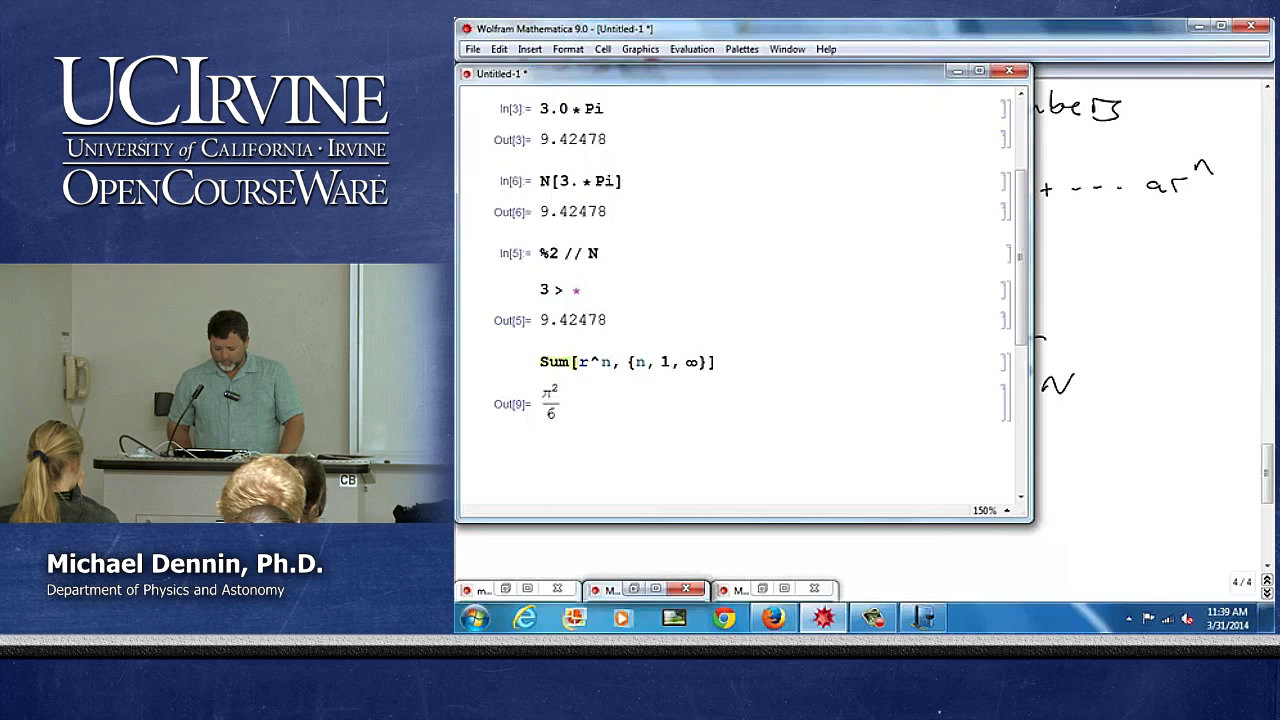 UCIRVINE
UNIVERSITY of CALIFORNIA · IRVINE
OPENCOURSEWARE
CB
Michael Dennin, Ph.D.
Department of Physics and Astonomy
Wolfram Mathematica 9.0 - [Untitled-1 *]
File Edit Insert Format Cell Graphics Evaluation Palettes Window Help
Untitled-1 *
In[3]:= 3.0 * Pi
Out[3]= 9.42478
In[6]:= N[3. * Pi]
Out[6]= 9.42478
In[5]:= %2 // N
3 > *
Out[5]= 9.42478
Sum[r^n, {n, 1, ∞}]
Out[9]= π²/6
150%
+ --- ar^n
N
4 / 4
m... M... M...
11:39 AM
3/31/2014